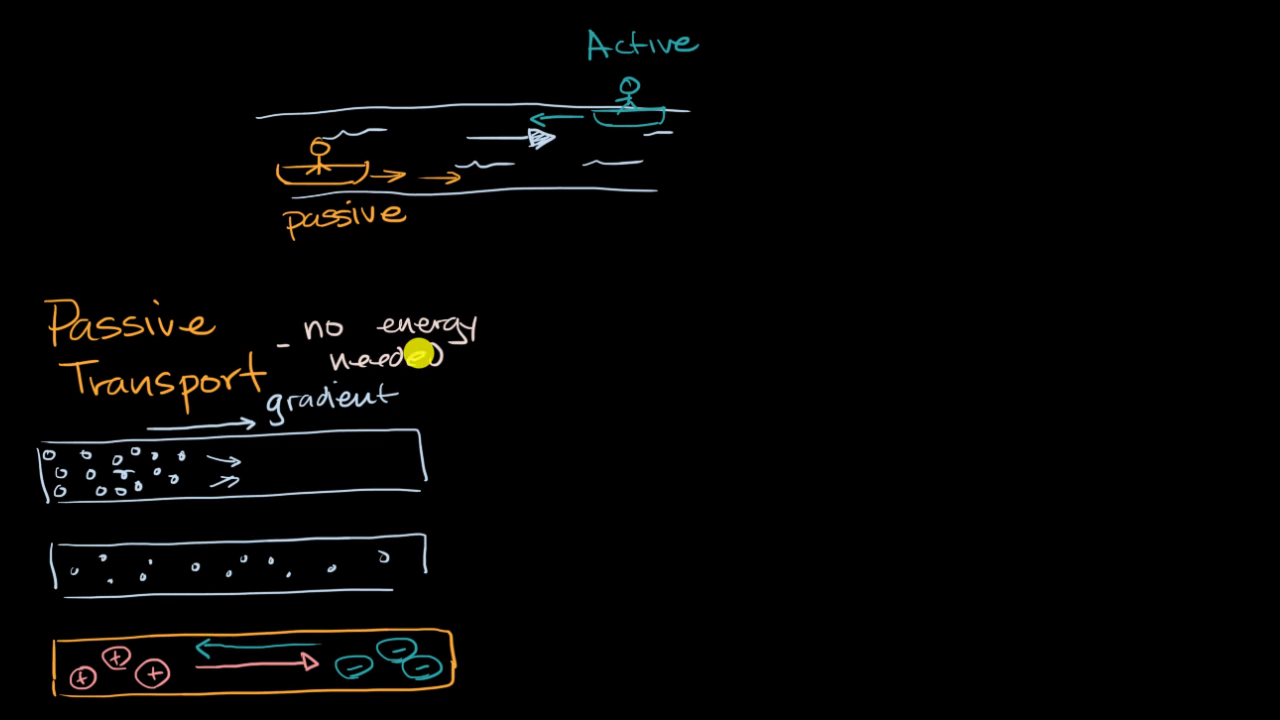 Active
passive
Passive
Transport
- no energy
needed
gradient
+ + +
- - -